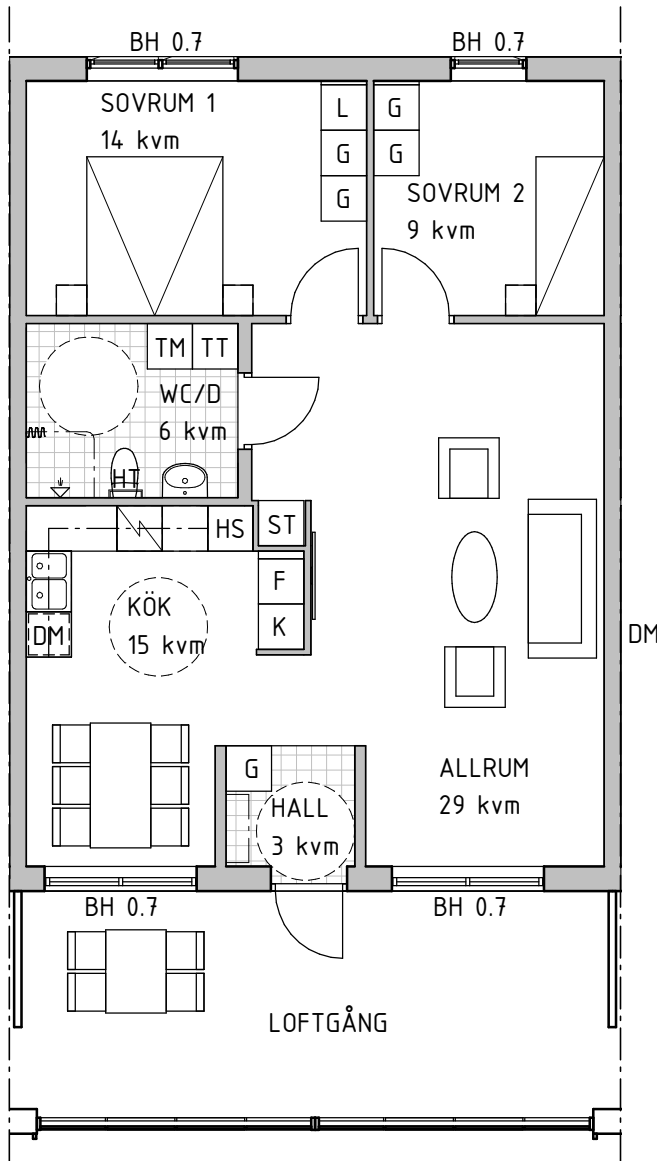 BH 0.7
BH 0.7
SOVRUM 1
14 kvm
L
G
G
G
G
SOVRUM 2
9 kvm
TM
TT
WC/D
6 kvm
HT
HS
ST
F
K
KÖK
15 kvm
DM
DM
G
HALL
3 kvm
ALLRUM
29 kvm
BH 0.7
BH 0.7
LOFTGÅNG